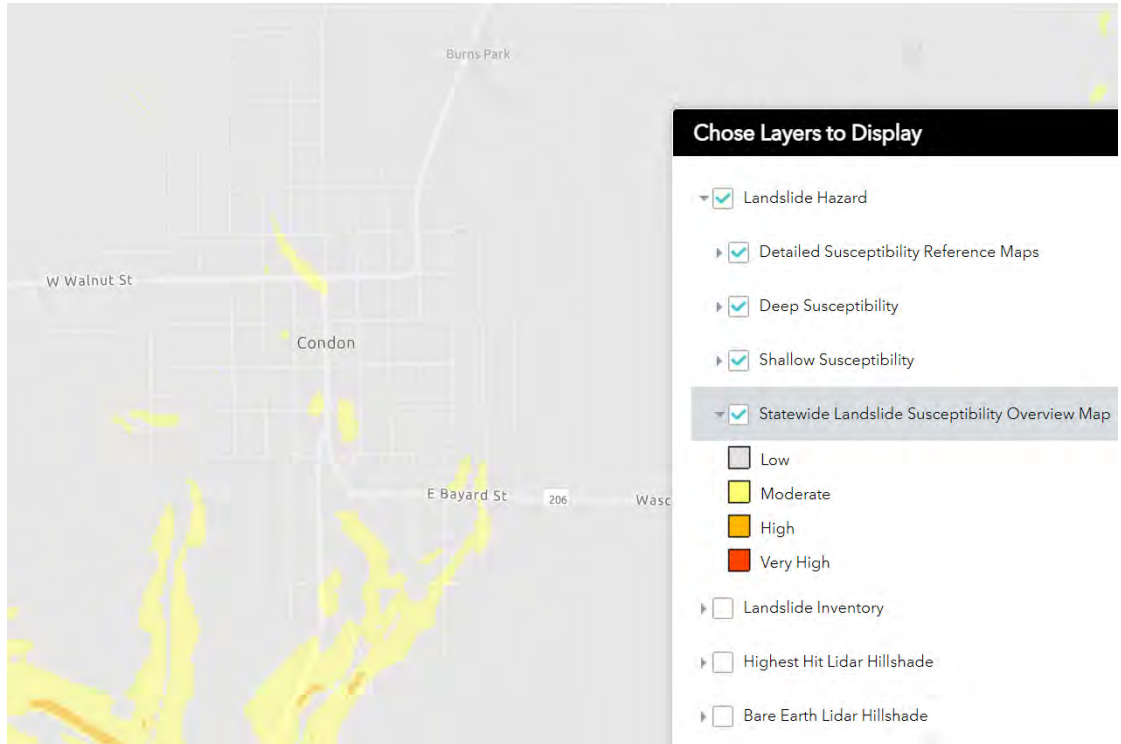 Burns Park
W Walnut St
Condon
E Bayard St
206
Wasc
Chose Layers to Display
Landslide Hazard
Detailed Susceptibility Reference Maps
Deep Susceptibility
Shallow Susceptibility
Statewide Landslide Susceptibility Overview Map
Low
Moderate
High
Very High
Landslide Inventory
Highest Hit Lidar Hillshade
Bare Earth Lidar Hillshade